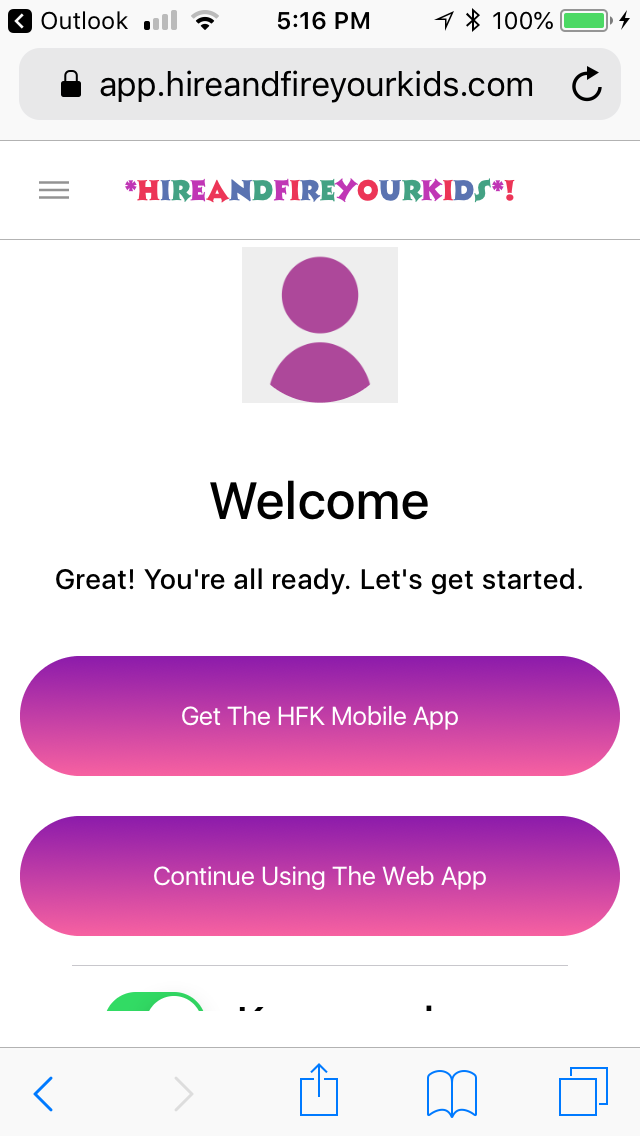 Outlook 5:16 PM 100%
app.hireandfireyourkids.com
*HIREANDFIREYOURKIDS*!
Welcome
Great! You're all ready. Let's get started.
Get The HFK Mobile App
Continue Using The Web App